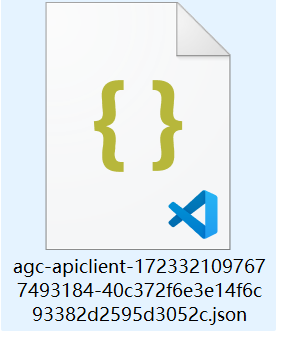 { }
agc-apiclient-172332109767
7493184-40c372f6e3e14f6c
93382d2595d3052c.json